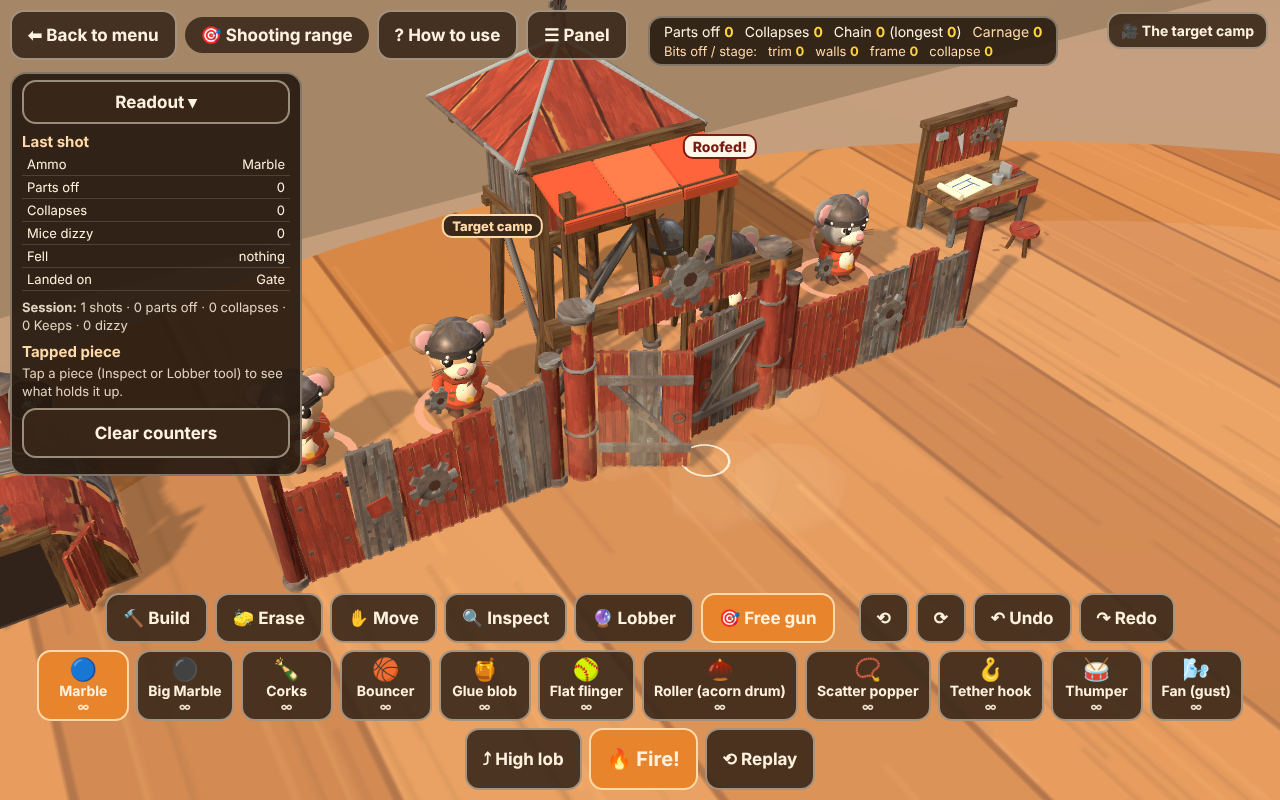 ⬅ Back to menu
🎯 Shooting range
? How to use
☰ Panel
Parts off 0 Collapses 0 Chain 0 (longest 0) Carnage 0
Bits off / stage: trim 0 walls 0 frame 0 collapse 0
🎥 The target camp
Readout ▾
Last shot
Ammo Marble
Parts off 0
Collapses 0
Mice dizzy 0
Fell nothing
Landed on Gate
Session: 1 shots · 0 parts off · 0 collapses ·
0 Keeps · 0 dizzy
Tapped piece
Tap a piece (Inspect or Lobber tool) to see
what holds it up.
Clear counters
Roofed!
Target camp
🔨 Build
🧽 Erase
✋ Move
🔍 Inspect
🔮 Lobber
🎯 Free gun
⟲
⟳
↶ Undo
↷ Redo
Marble
∞
Big Marble
∞
Corks
∞
Bouncer
∞
Glue blob
∞
Flat flinger
∞
Roller (acorn drum)
∞
Scatter popper
∞
Tether hook
∞
Thumper
∞
Fan (gust)
∞
⤴ High lob
🔥 Fire!
⟲ Replay